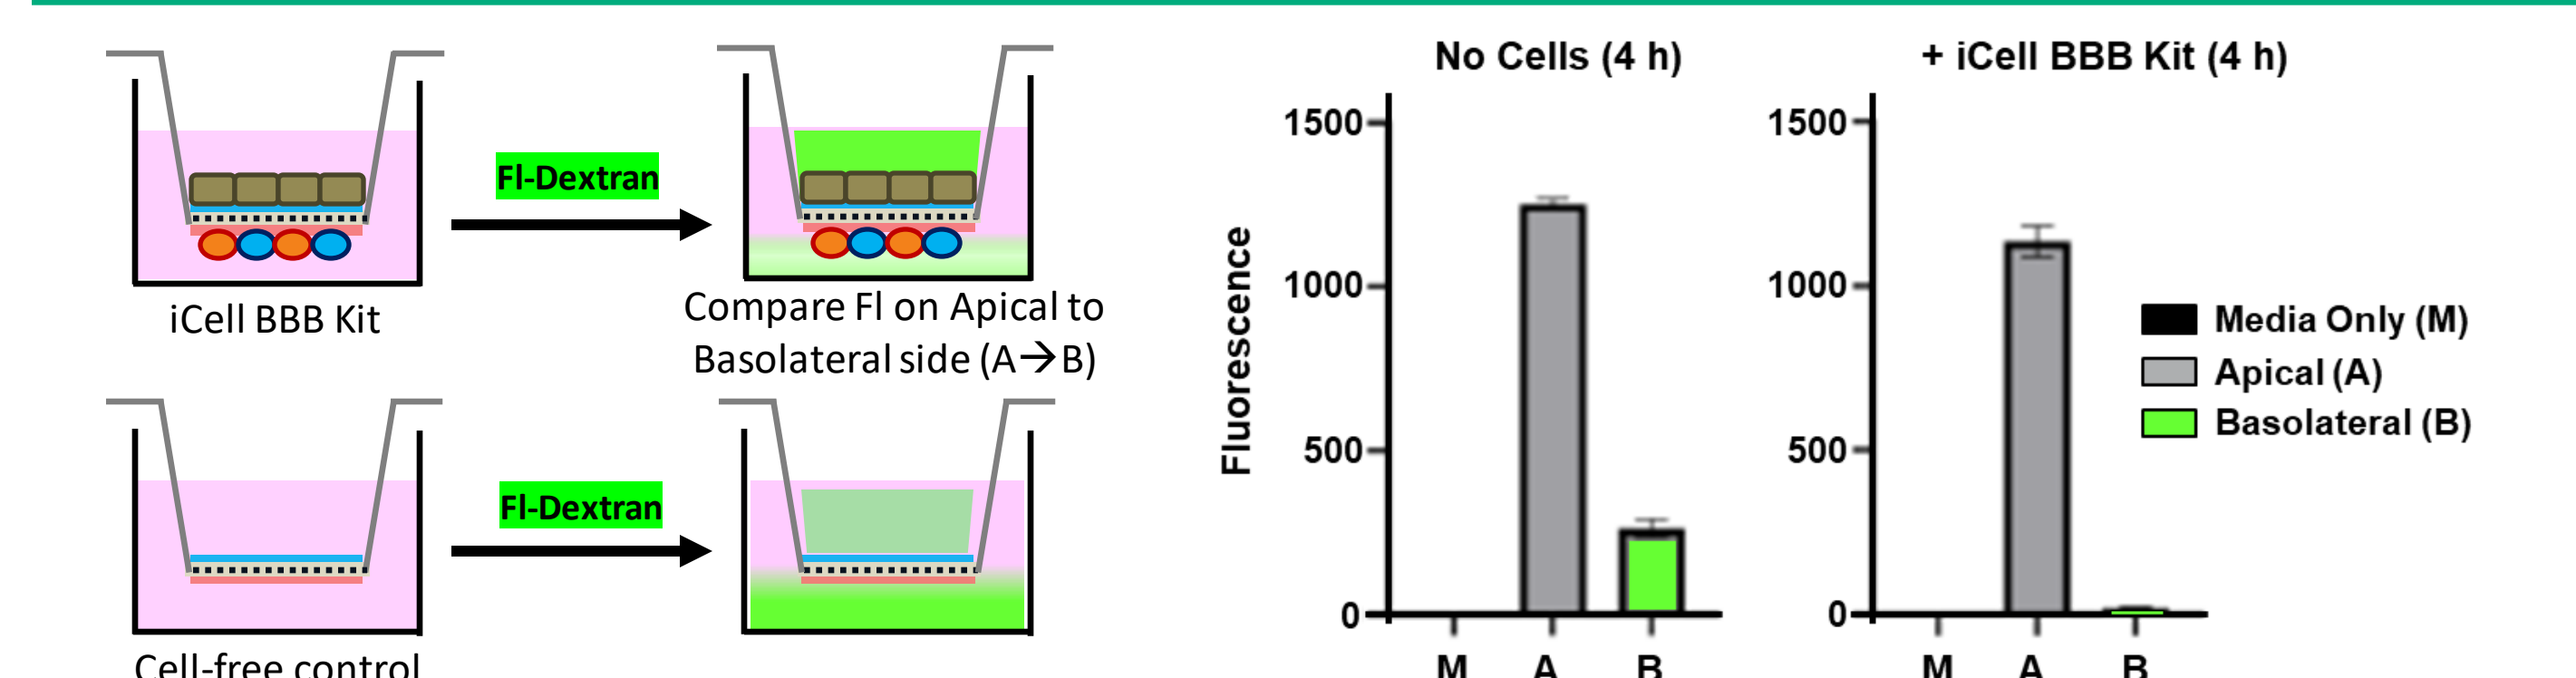 Fl-Dextran
iCell BBB Kit
Compare Fl on Apical to
Basolateral side (A→B)
Fl-Dextran
Cell-free control
No Cells (4 h)
Fluorescence
1500
1000
500
0
M A B
+ iCell BBB Kit (4 h)
1500
1000
500
0
M A B
Media Only (M)
Apical (A)
Basolateral (B)